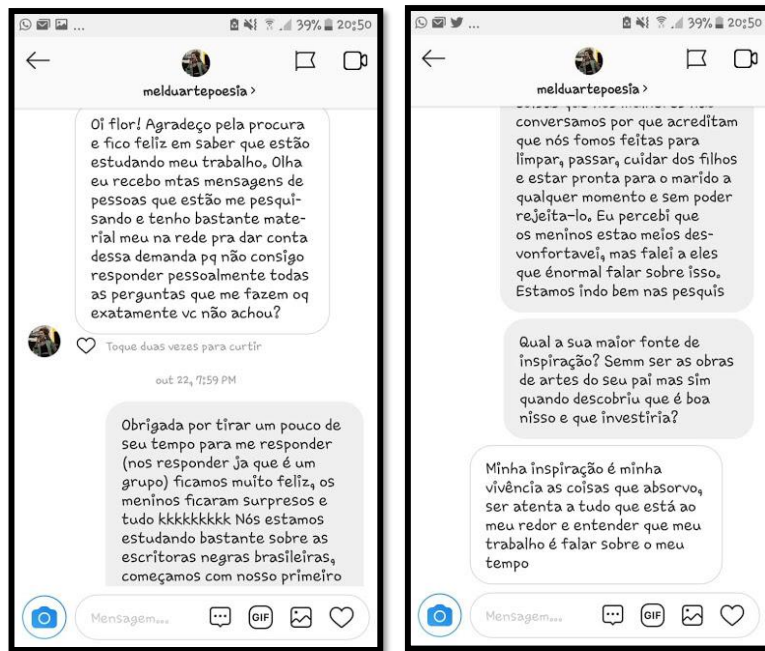 ... 39% 20:50
melduartepoesia >
Oi flor! Agradeço pela procura
e fico feliz em saber que estão
estudando meu trabalho. Olha
eu recebo mtas mensagens de
pessoas que estão me pesqui-
sando e tenho bastante mate-
rial meu na rede pra dar conta
dessa demanda pq não consigo
responder pessoalmente todas
as perguntas que me fazem oq
exatamente vc não achou?
Toque duas vezes para curtir
out 22, 7:59 PM
Obrigada por tirar um pouco de
seu tempo para me responder
(nos responder ja que é um
grupo) ficamos muito feliz, os
meninos ficaram surpresos e
tudo kkkkkkkkk Nós estamos
estudando bastante sobre as
escritoras negras brasileiras,
começamos com nosso primeiro
Mensagem... GIF
... 39% 20:50
melduartepoesia >
conversamos por que acreditam
que nós fomos feitas para
limpar, passar, cuidar dos filhos
e estar pronta para o marido a
qualquer momento e sem poder
rejeita-lo. Eu percebi que
os meninos estao meios des-
vonfortavei, mas falei a eles
que énormal falar sobre isso.
Estamos indo bem nas pesquis
Qual a sua maior fonte de
inspiração? Semm ser as obras
de artes do seu pai mas sim
quando descobriu que é boa
nisso e que investiria?
Minha inspiração é minha
vivência as coisas que absorvo,
ser atenta a tudo que está ao
meu redor e entender que meu
trabalho é falar sobre o meu
tempo
Mensagem... GIF